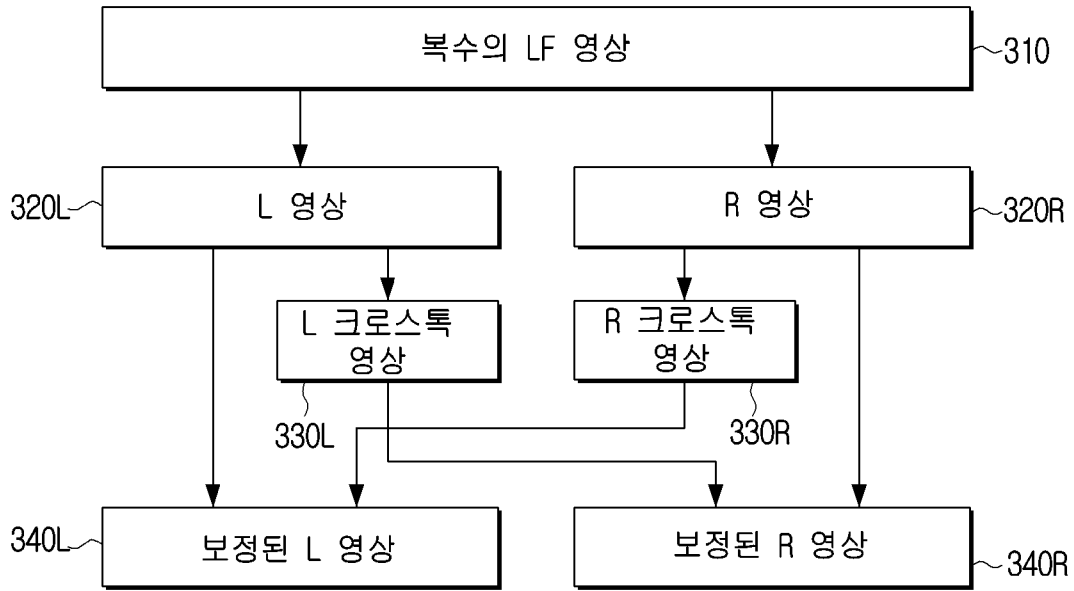 복수의 LF 영상
310
320L
L 영상
R 영상
320R
L 크로스톡
영상
R 크로스톡
영상
330L
330R
340L
보정된 L 영상
보정된 R 영상
340R